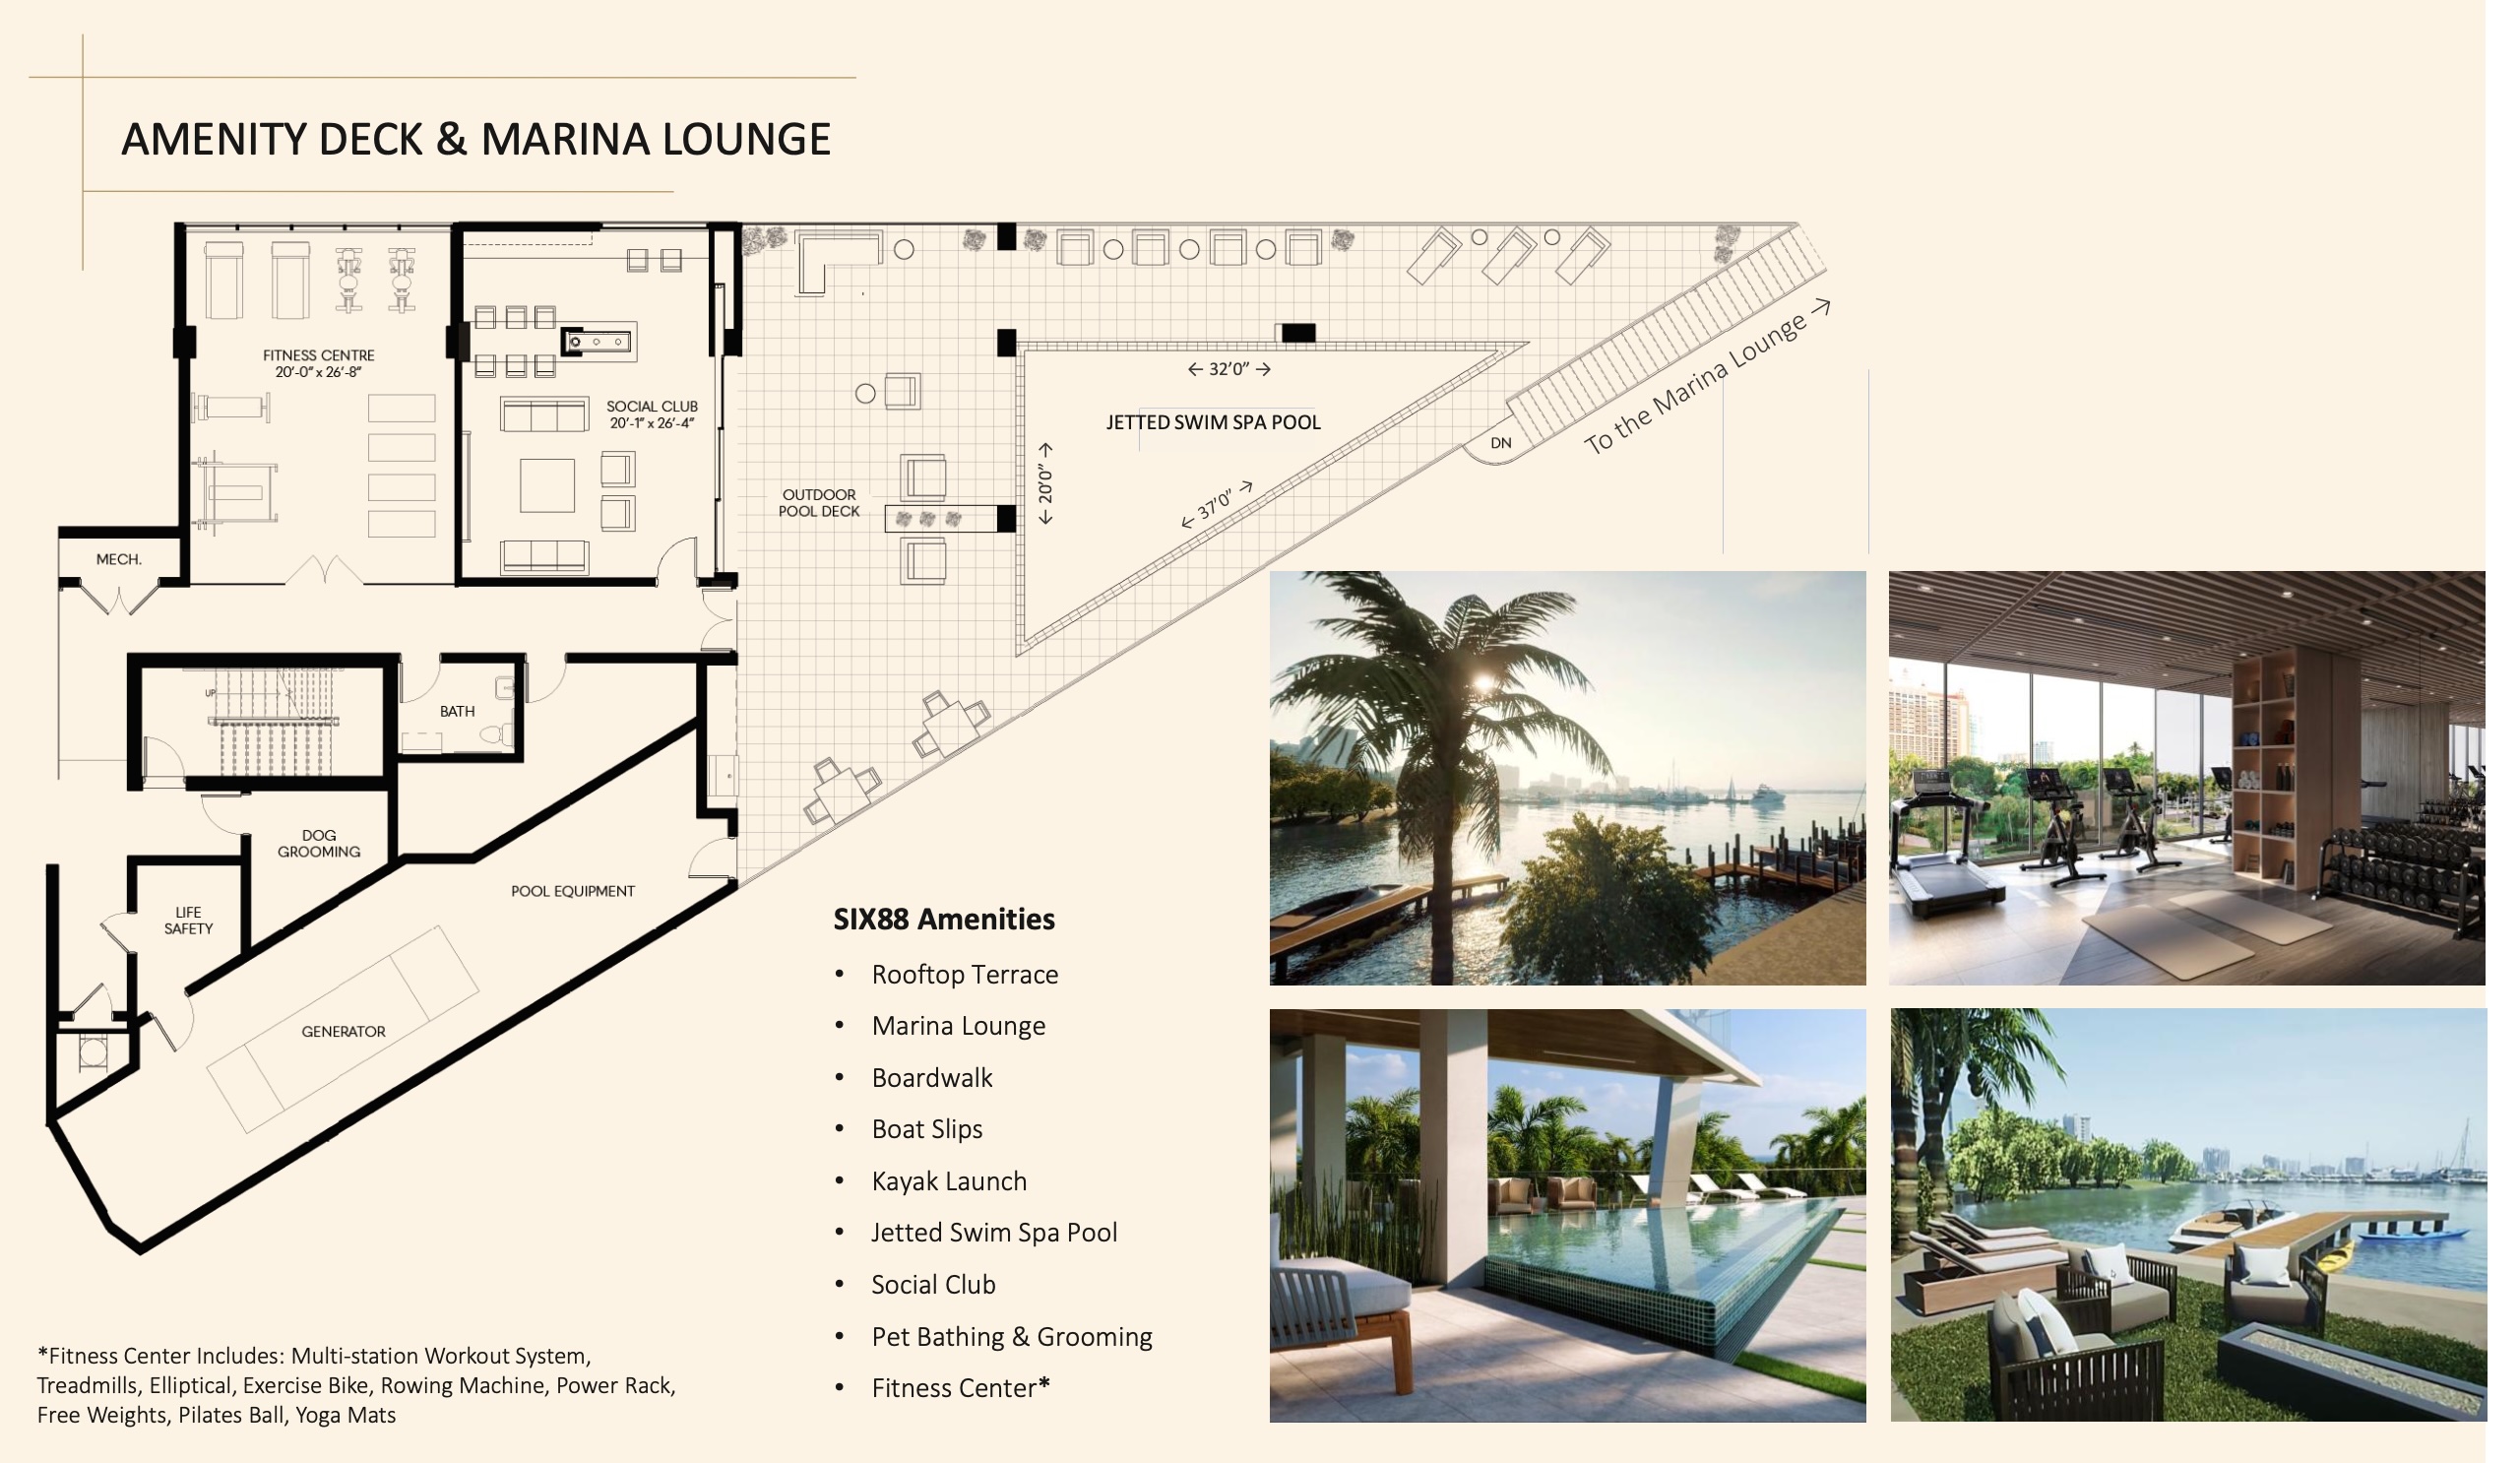 AMENITY DECK & MARINA LOUNGE
FITNESS CENTRE
20'-0" x 26'-8"
SOCIAL CLUB
20'-1" x 26'-4"
← 32'0" →
JETTED SWIM SPA POOL
← 20'0" →
← 37'0" →
DN
To the Marina Lounge →
OUTDOOR
POOL DECK
MECH.
UP
BATH
DOG
GROOMING
LIFE
SAFETY
POOL EQUIPMENT
GENERATOR
SIX88 Amenities
• Rooftop Terrace
• Marina Lounge
• Boardwalk
• Boat Slips
• Kayak Launch
• Jetted Swim Spa Pool
• Social Club
• Pet Bathing & Grooming
• Fitness Center*
*Fitness Center Includes: Multi-station Workout System,
Treadmills, Elliptical, Exercise Bike, Rowing Machine, Power Rack,
Free Weights, Pilates Ball, Yoga Mats